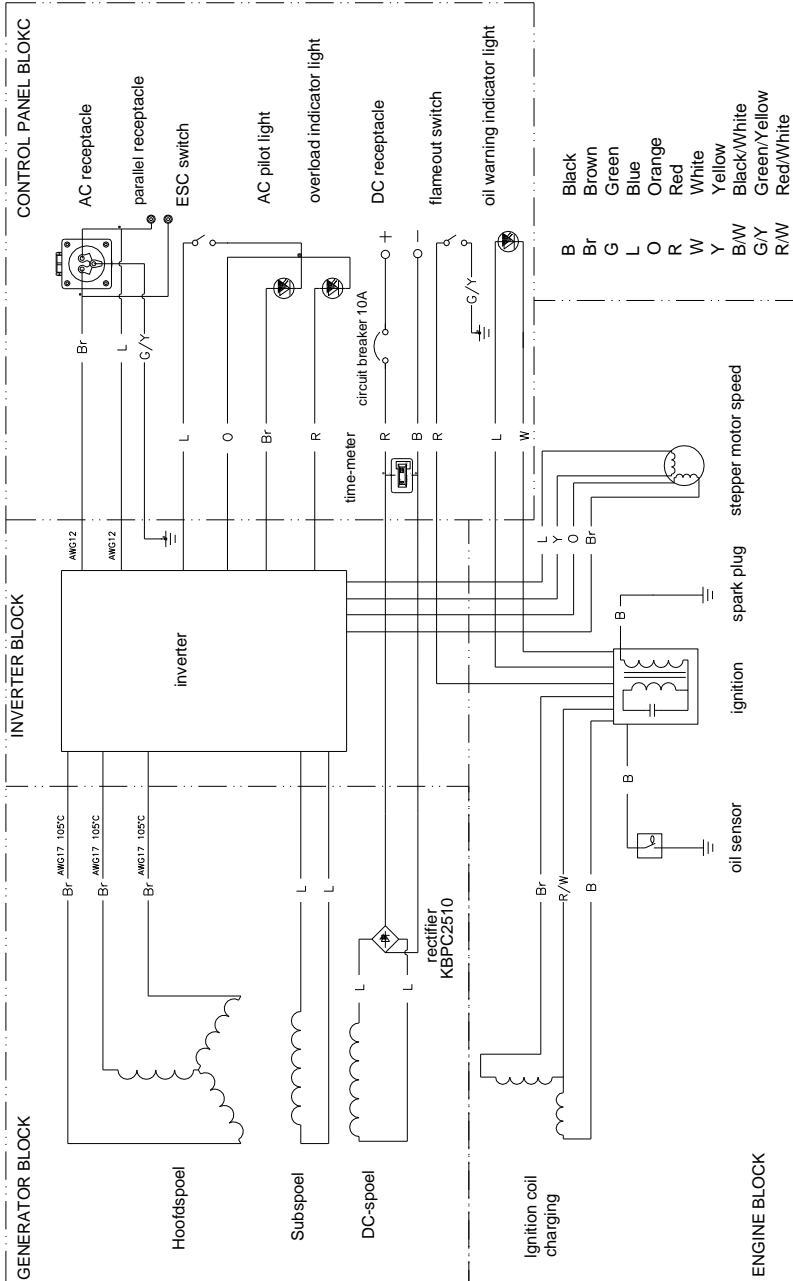 GENERATOR BLOCK
INVERTER BLOCK
CONTROL PANEL BLOKC
Hoofdspoel
Subspoel
DC-spoel
Br
AWG17 105°C
Br
AWG17 105°C
Br
AWG17 105°C
L
L
L
L
rectifier
KBPC2510
inverter
AWG12
AWG12
Br
L
G/Y
L
O
Br
R
time-meter
circuit breaker 10A
R
B
R
L
W
G/Y
+
−
AC receptacle
parallel receptacle
ESC switch
AC pilot light
overload indicator light
DC receptacle
flameout switch
oil warning indicator light
Ignition coil
charging
Br
R/W
B
B
B
L
Y
O
Br
oil sensor
ignition
spark plug
stepper motor speed
ENGINE BLOCK
B Black
Br Brown
G Green
L Blue
O Orange
R Red
W White
Y Yellow
B/W Black/White
G/Y Green/Yellow
R/W Red/White